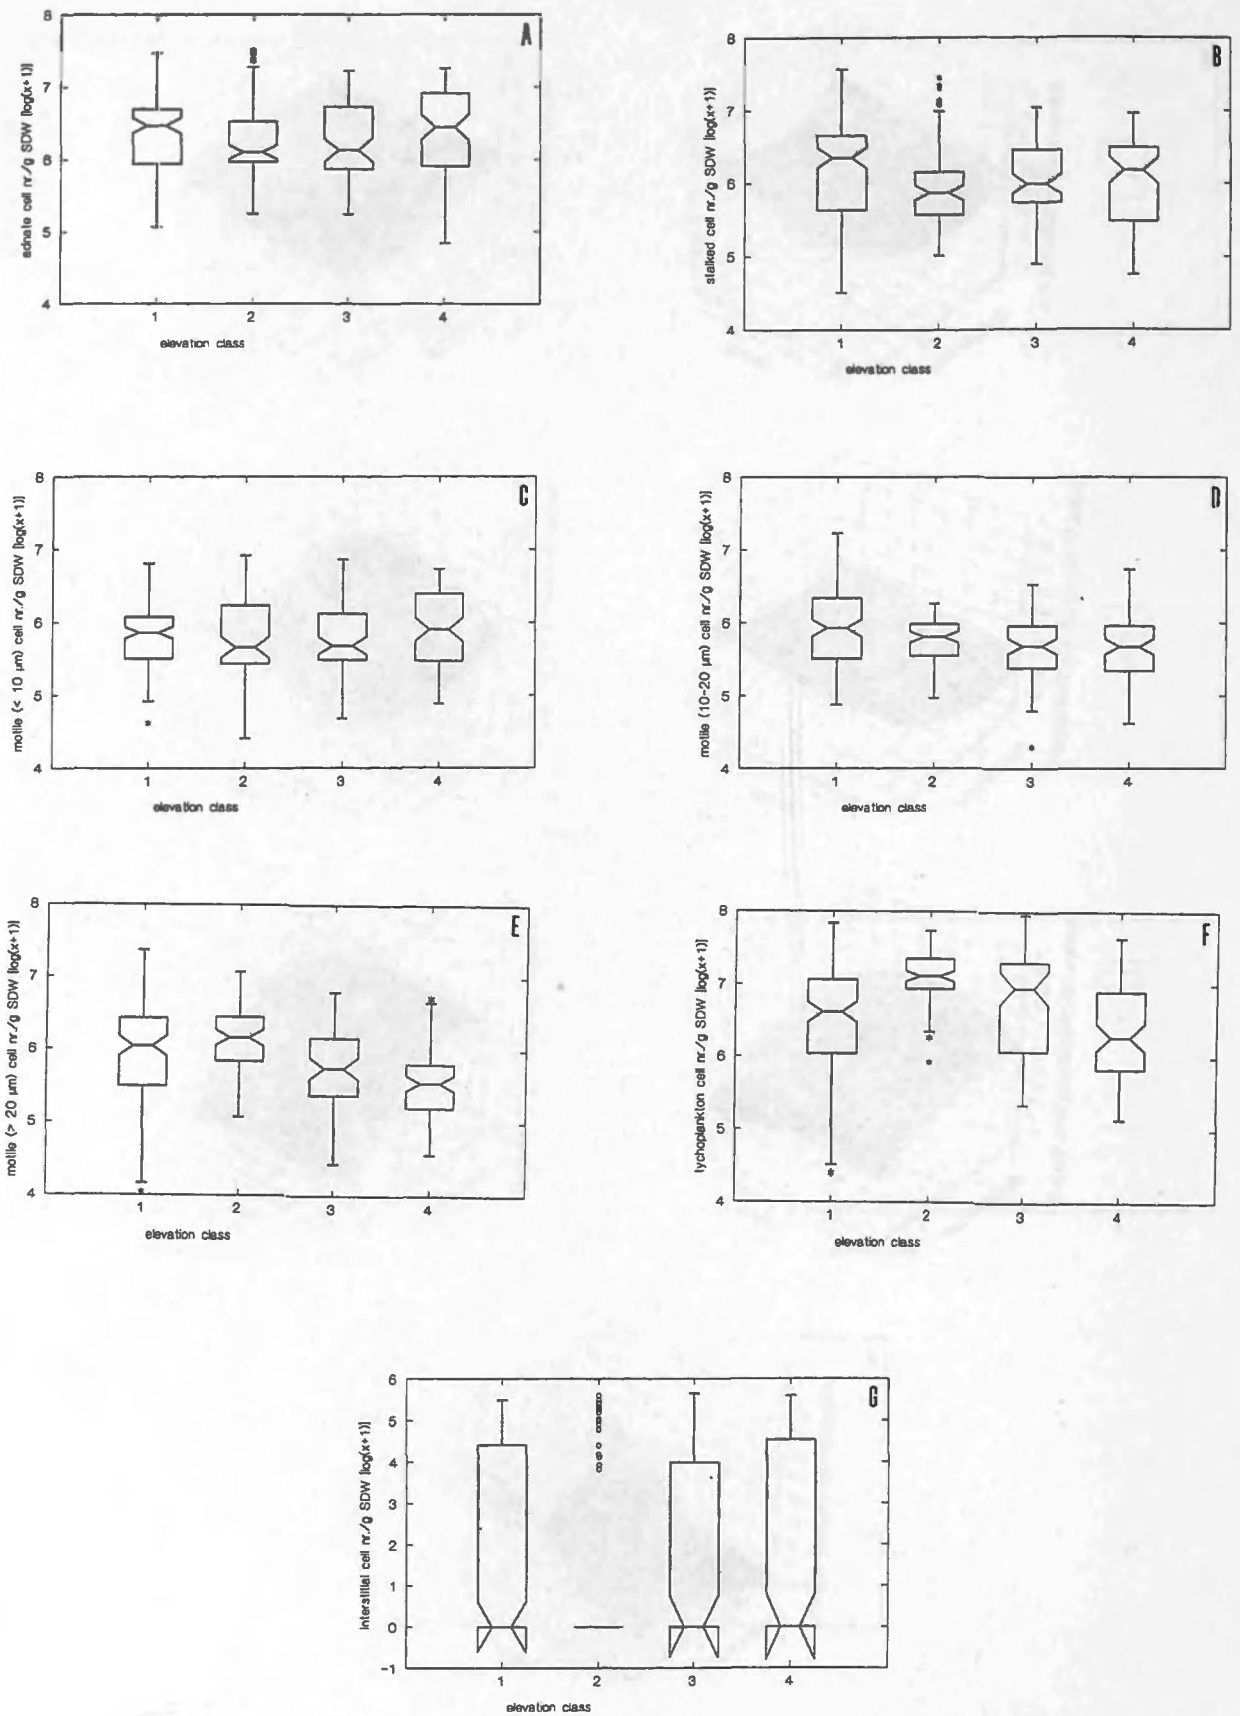 A
adnate cell nr./g SDW [log(x+1)]
8
7
6
5
4
1 2 3 4
elevation class
B
stalked cell nr./g SDW [log(x+1)]
8
7
6
5
4
1 2 3 4
elevation class
C
motile (< 10 µm) cell nr./g SDW [log(x+1)]
8
7
6
5
4
1 2 3 4
elevation class
D
motile (10-20 µm) cell nr./g SDW [log(x+1)]
8
7
6
5
4
1 2 3 4
elevation class
E
motile (> 20 µm) cell nr./g SDW [log(x+1)]
8
7
6
5
4
1 2 3 4
elevation class
F
tychoplankton cell nr./g SDW [log(x+1)]
8
7
6
5
4
1 2 3 4
elevation class
G
interstitial cell nr./g SDW [log(x+1)]
6
5
4
3
2
1
0
-1
1 2 3 4
elevation class